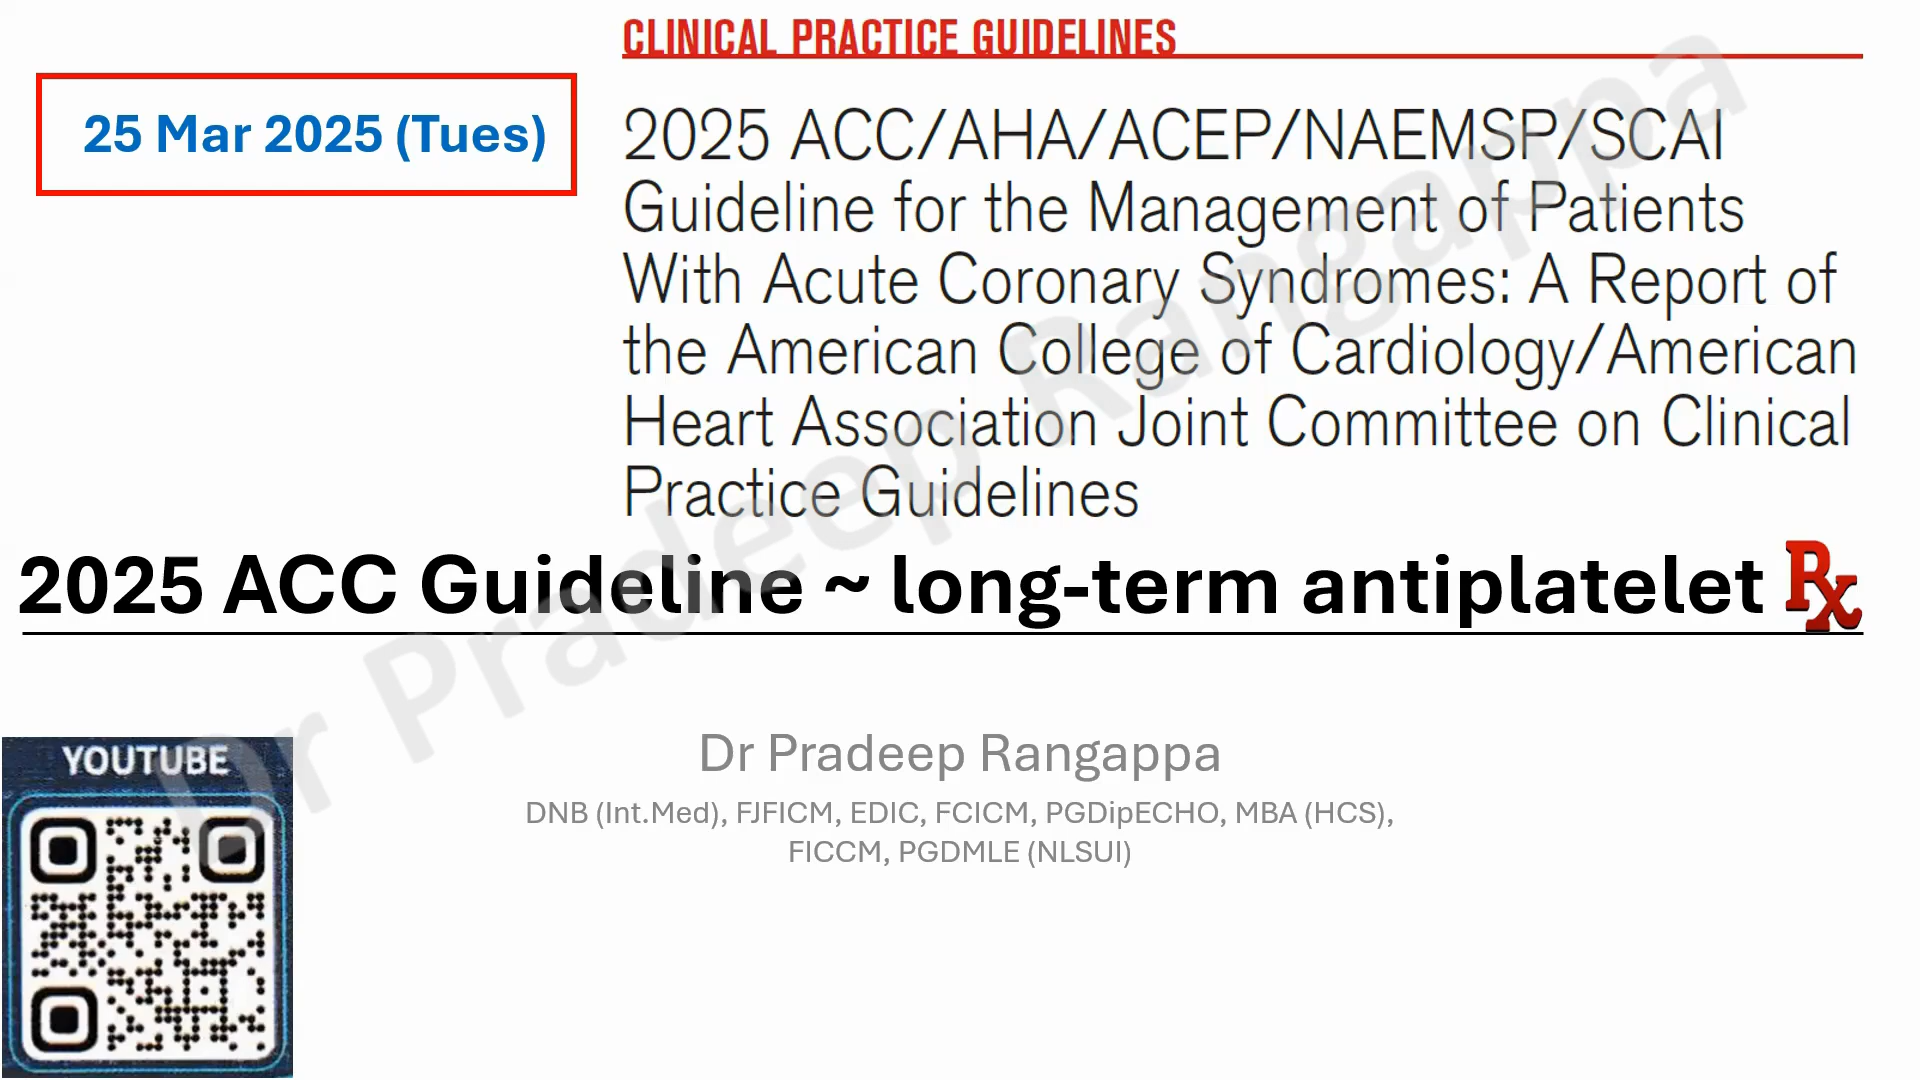 CLINICAL PRACTICE GUIDELINES
25 Mar 2025 (Tues)
2025 ACC/AHA/ACEP/NAEMSP/SCAI
Guideline for the Management of Patients
With Acute Coronary Syndromes: A Report of
the American College of Cardiology/American
Heart Association Joint Committee on Clinical
Practice Guidelines
2025 ACC Guideline ~ long-term antiplatelet Rx
Dr Pradeep Rangappa
DNB (Int.Med), FJFICM, EDIC, FCICM, PGDipECHO, MBA (HCS),
FICCM, PGDMLE (NLSUI)
YOUTUBE
Dr Pradeep Rangappa